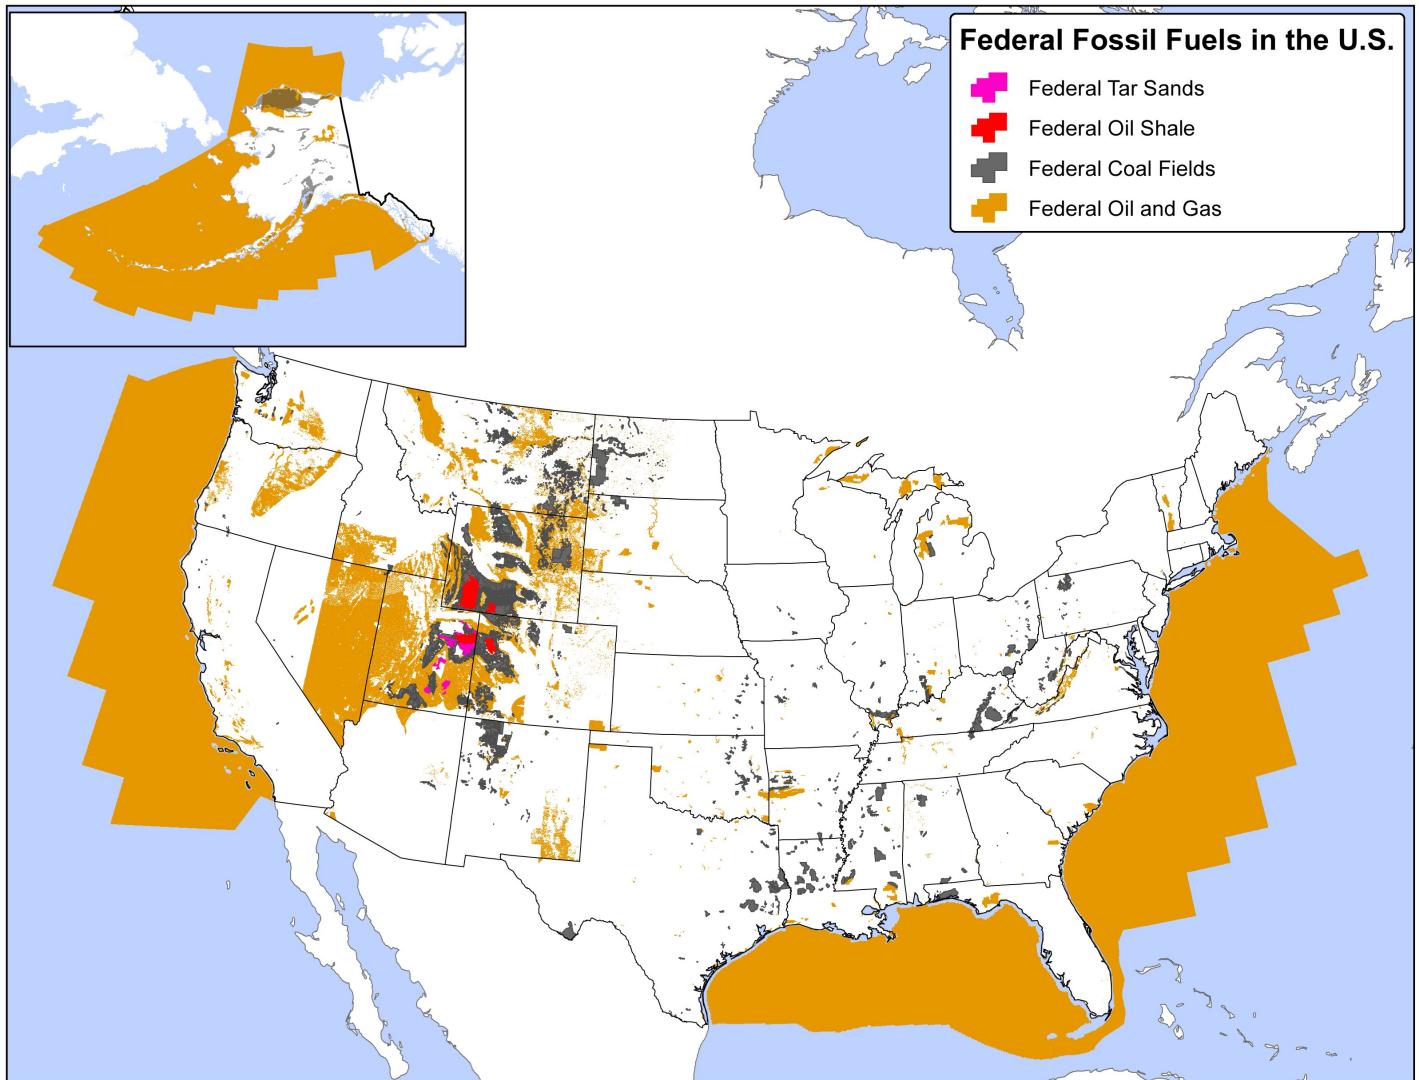 Federal Fossil Fuels in the U.S.
Federal Tar Sands
Federal Oil Shale
Federal Coal Fields
Federal Oil and Gas